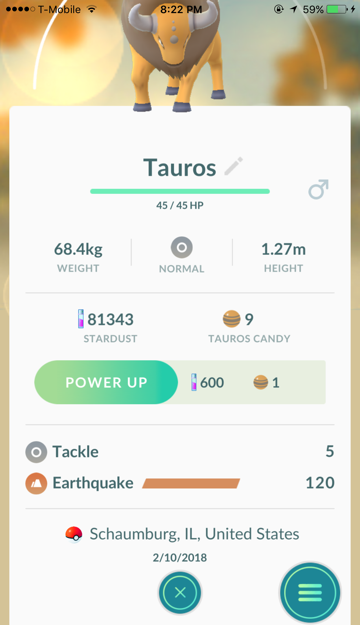 T-Mobile 8:22 PM 59%
Tauros
45 / 45 HP
68.4kg NORMAL 1.27m
WEIGHT HEIGHT
81343 9
STARDUST TAUROS CANDY
POWER UP 600 1
Tackle 5
Earthquake 120
Schaumburg, IL, United States
2/10/2018